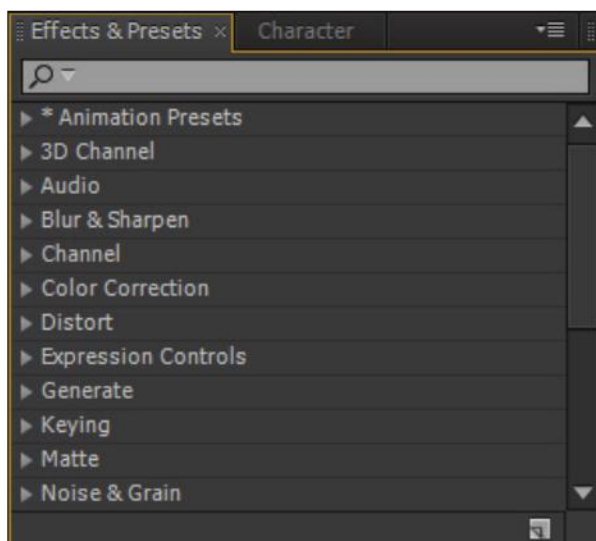 Effects & Presets × Character
* Animation Presets
3D Channel
Audio
Blur & Sharpen
Channel
Color Correction
Distort
Expression Controls
Generate
Keying
Matte
Noise & Grain